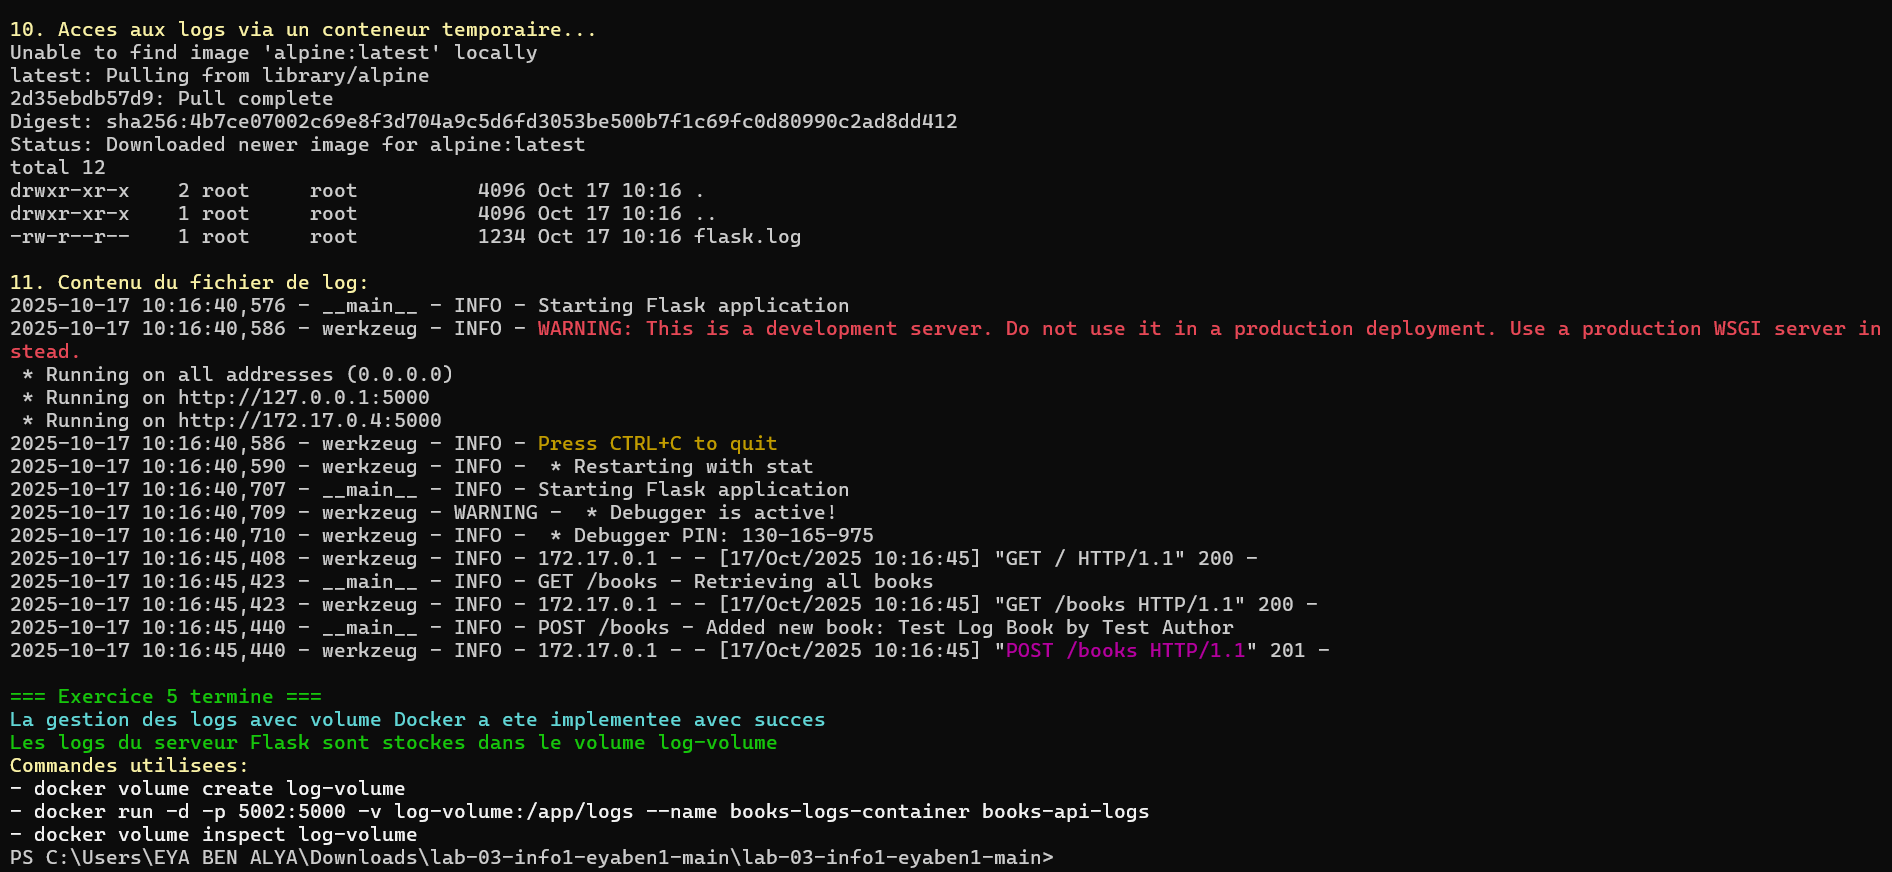 10. Acces aux logs via un conteneur temporaire...
Unable to find image 'alpine:latest' locally
latest: Pulling from library/alpine
2d35ebdb57d9: Pull complete
Digest: sha256:4b7ce07002c69e8f3d704a9c5d6fd3053be500b7f1c69fc0d80990c2ad8dd412
Status: Downloaded newer image for alpine:latest
total 12
drwxr-xr-x    2 root     root          4096 Oct 17 10:16 .
drwxr-xr-x    1 root     root          4096 Oct 17 10:16 ..
-rw-r--r--    1 root     root          1234 Oct 17 10:16 flask.log
11. Contenu du fichier de log:
2025-10-17 10:16:40,576 - __main__ - INFO - Starting Flask application
2025-10-17 10:16:40,586 - werkzeug - INFO - WARNING: This is a development server. Do not use it in a production deployment. Use a production WSGI server in
stead.
 * Running on all addresses (0.0.0.0)
 * Running on http://127.0.0.1:5000
 * Running on http://172.17.0.4:5000
2025-10-17 10:16:40,586 - werkzeug - INFO - Press CTRL+C to quit
2025-10-17 10:16:40,590 - werkzeug - INFO -  * Restarting with stat
2025-10-17 10:16:40,707 - __main__ - INFO - Starting Flask application
2025-10-17 10:16:40,709 - werkzeug - WARNING -  * Debugger is active!
2025-10-17 10:16:40,710 - werkzeug - INFO -  * Debugger PIN: 130-165-975
2025-10-17 10:16:45,408 - werkzeug - INFO - 172.17.0.1 - - [17/Oct/2025 10:16:45] "GET / HTTP/1.1" 200 -
2025-10-17 10:16:45,423 - __main__ - INFO - GET /books - Retrieving all books
2025-10-17 10:16:45,423 - werkzeug - INFO - 172.17.0.1 - - [17/Oct/2025 10:16:45] "GET /books HTTP/1.1" 200 -
2025-10-17 10:16:45,440 - __main__ - INFO - POST /books - Added new book: Test Log Book by Test Author
2025-10-17 10:16:45,440 - werkzeug - INFO - 172.17.0.1 - - [17/Oct/2025 10:16:45] "POST /books HTTP/1.1" 201 -
=== Exercice 5 termine ===
La gestion des logs avec volume Docker a ete implementee avec succes
Les logs du serveur Flask sont stockes dans le volume log-volume
Commandes utilisees:
- docker volume create log-volume
- docker run -d -p 5002:5000 -v log-volume:/app/logs --name books-logs-container books-api-logs
- docker volume inspect log-volume
PS C:\Users\EYA BEN ALYA\Downloads\lab-03-info1-eyaben1-main\lab-03-info1-eyaben1-main>